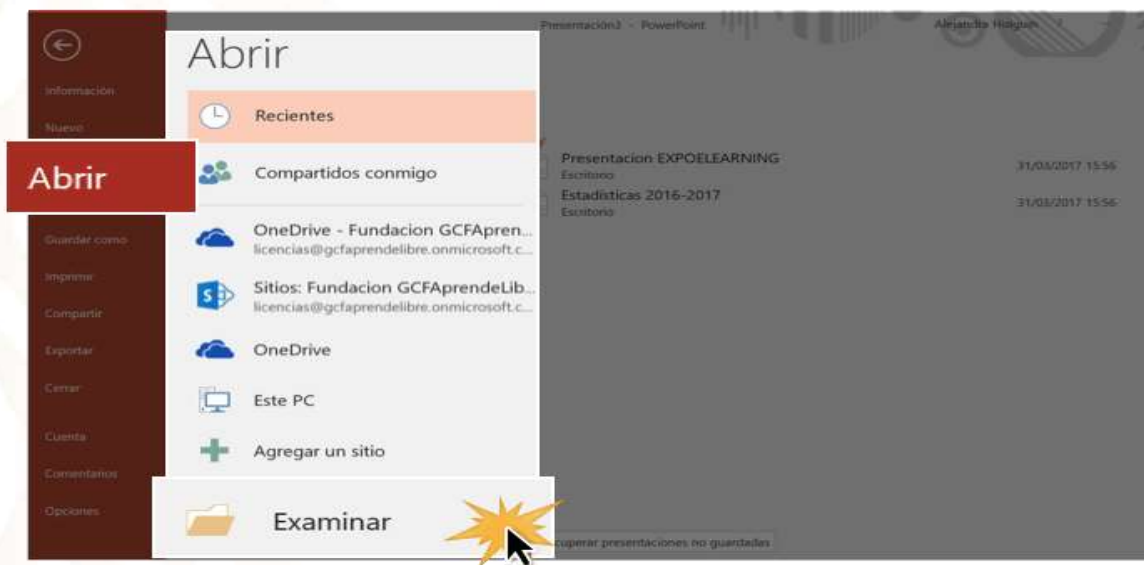 Presentación3 - PowerPoint
Alejandra Holguín
Información
Nuevo
Abrir
Guardar como
Imprimir
Compartir
Exportar
Cerrar
Cuenta
Comentarios
Opciones
Abrir
Recientes
Compartidos conmigo
OneDrive - Fundacion GCFApren...
licencias@gcfaprendelibre.onmicrosoft.c...
Sitios: Fundacion GCFAprendeLib...
licencias@gcfaprendelibre.onmicrosoft.c...
OneDrive
Este PC
Agregar un sitio
Examinar
Presentacion EXPOELEARNING
31/03/2017 15:56
Escritorio
Estadísticas 2016-2017
31/03/2017 15:56
Escritorio
cuperar presentaciones no guardadas